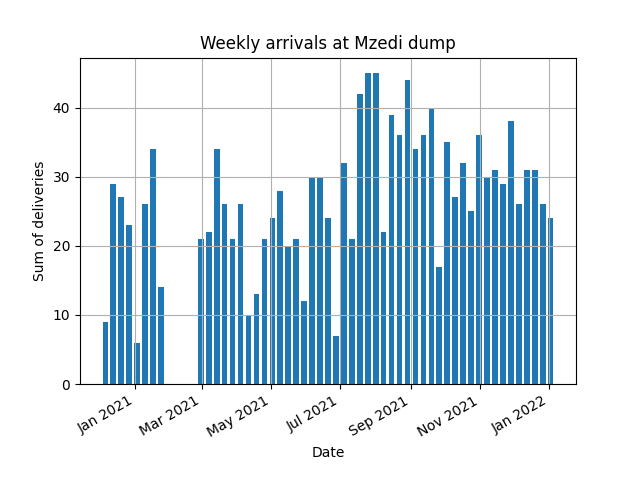 Weekly arrivals at Mzedi dump
Sum of deliveries
40
30
20
10
0
Jan 2021
Mar 2021
May 2021
Jul 2021
Sep 2021
Nov 2021
Jan 2022
Date